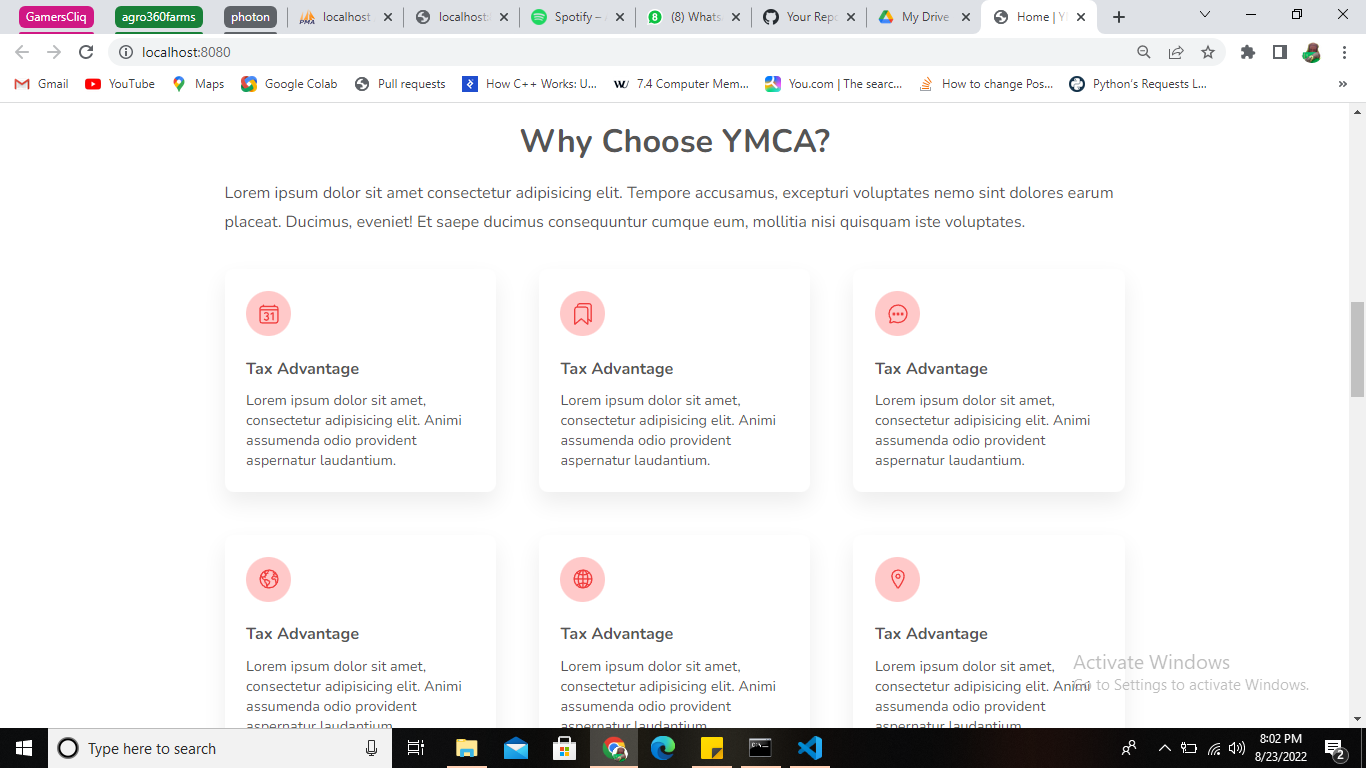 GamersCliq
agro360farms
photon
localhost
localhost:
Spotify –
(8) Whats
Your Repo
My Drive
Home | Y
localhost:8080
Gmail
YouTube
Maps
Google Colab
Pull requests
How C++ Works: U...
7.4 Computer Mem...
You.com | The searc...
How to change Pos...
Python's Requests L...
»
Why Choose YMCA?
Lorem ipsum dolor sit amet consectetur adipisicing elit. Tempore accusamus, excepturi voluptates nemo sint dolores earum
placeat. Ducimus, eveniet! Et saepe ducimus consequuntur cumque eum, mollitia nisi quisquam iste voluptates.
31
Tax Advantage
Lorem ipsum dolor sit amet,
consectetur adipisicing elit. Animi
assumenda odio provident
aspernatur laudantium.
Tax Advantage
Lorem ipsum dolor sit amet,
consectetur adipisicing elit. Animi
assumenda odio provident
aspernatur laudantium.
Tax Advantage
Lorem ipsum dolor sit amet,
consectetur adipisicing elit. Animi
assumenda odio provident
aspernatur laudantium.
Tax Advantage
Lorem ipsum dolor sit amet,
consectetur adipisicing elit. Animi
assumenda odio provident
Tax Advantage
Lorem ipsum dolor sit amet,
consectetur adipisicing elit. Animi
assumenda odio provident
Tax Advantage
Lorem ipsum dolor sit amet,
consectetur adipisicing elit. Animi
assumenda odio provident
Activate Windows
Go to Settings to activate Windows.
Type here to search
8:02 PM
8/23/2022
2